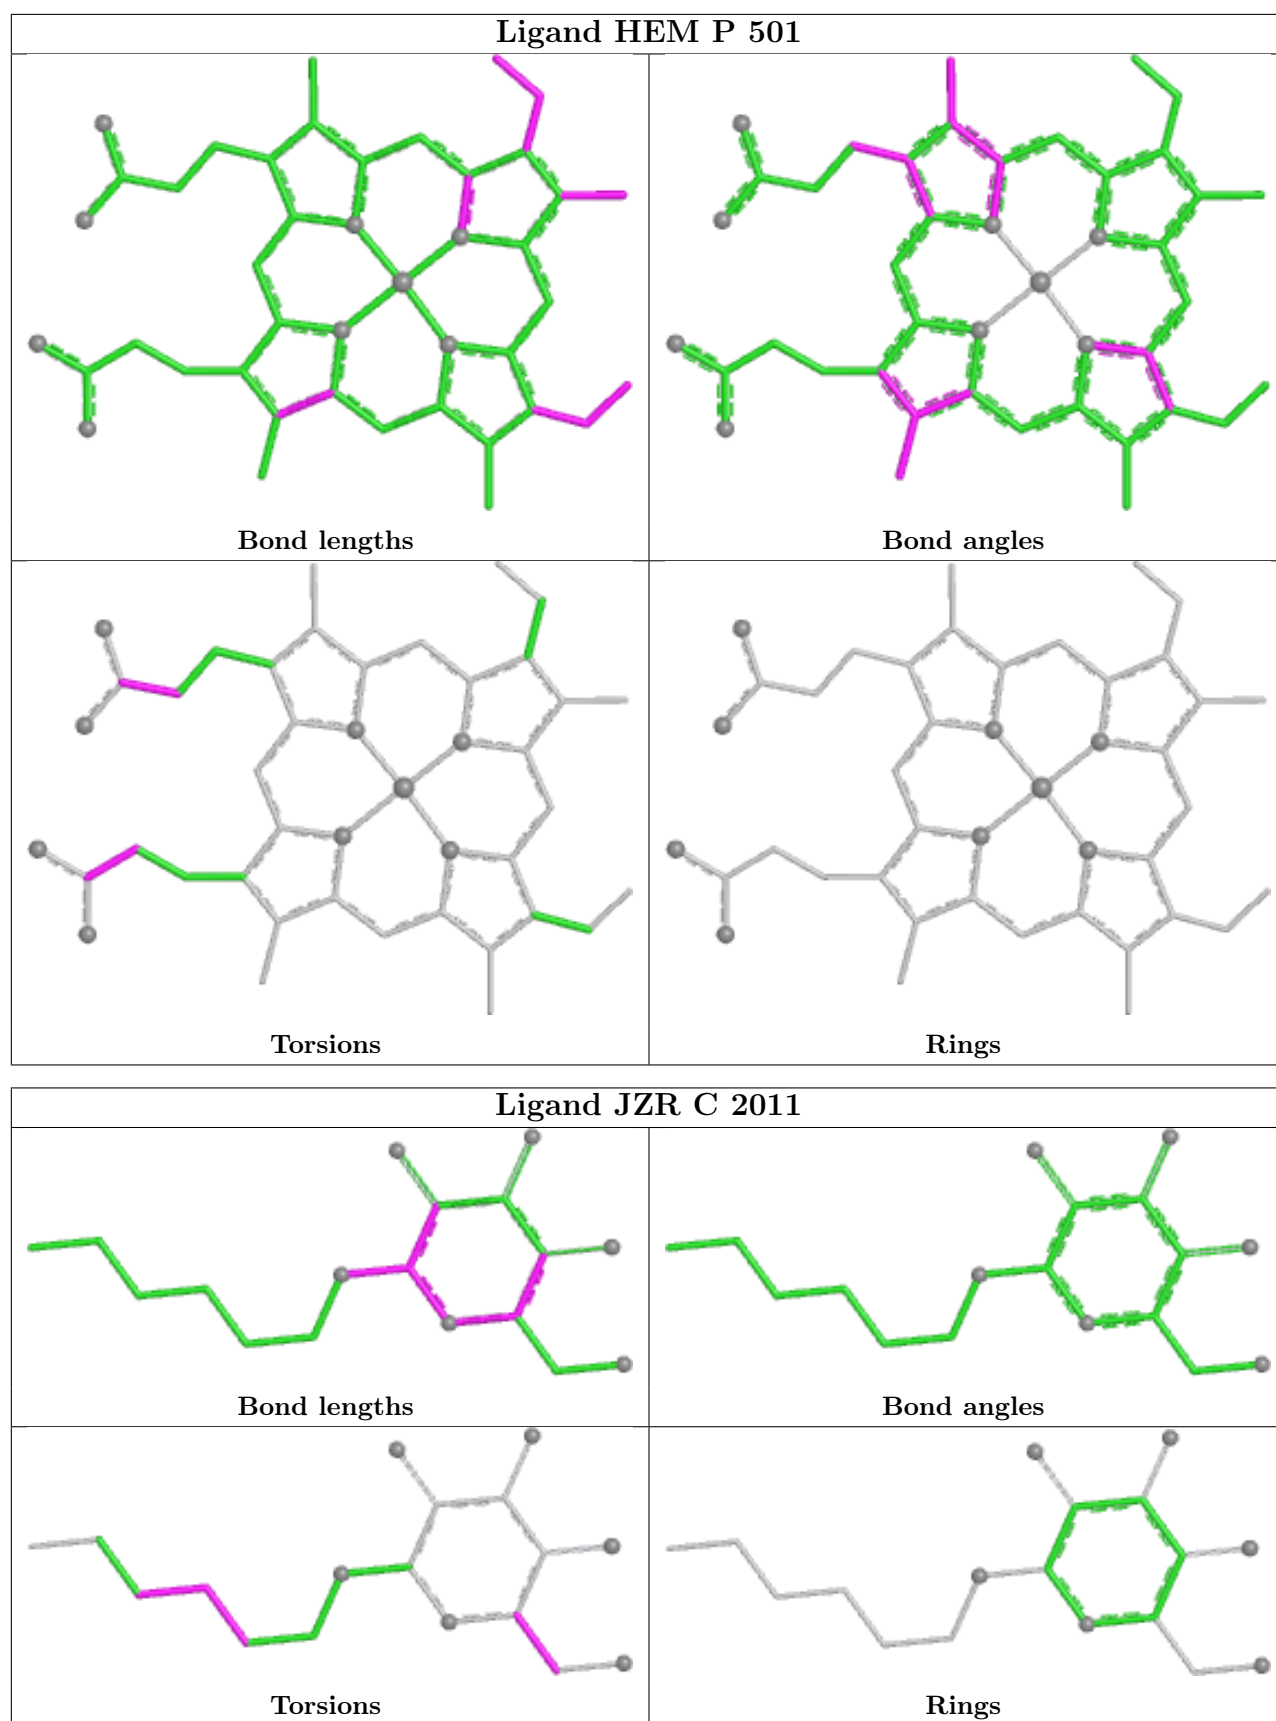 Ligand HEM P 501
Bond lengths
Bond angles
Torsions
Rings
Ligand JZR C 2011
Bond lengths
Bond angles
Torsions
Rings